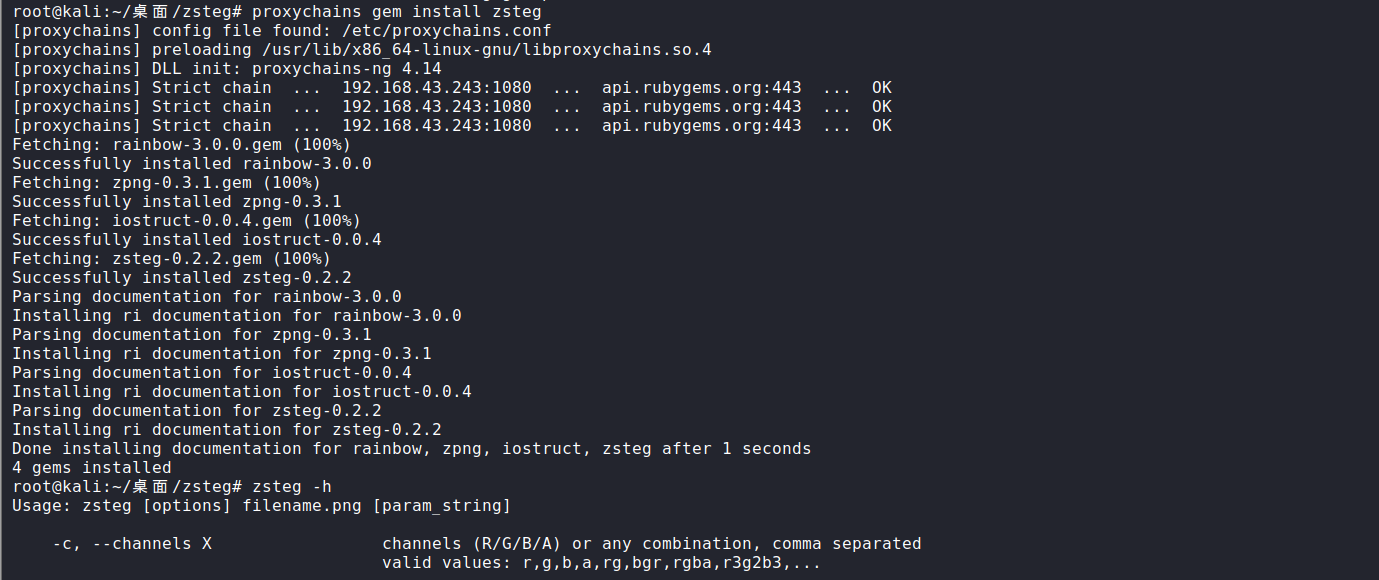 root@kali:~/桌面/zsteg# proxychains gem install zsteg
[proxychains] config file found: /etc/proxychains.conf
[proxychains] preloading /usr/lib/x86_64-linux-gnu/libproxychains.so.4
[proxychains] DLL init: proxychains-ng 4.14
[proxychains] Strict chain  ...  192.168.43.243:1080  ...  api.rubygems.org:443  ...  OK
[proxychains] Strict chain  ...  192.168.43.243:1080  ...  api.rubygems.org:443  ...  OK
[proxychains] Strict chain  ...  192.168.43.243:1080  ...  api.rubygems.org:443  ...  OK
Fetching: rainbow-3.0.0.gem (100%)
Successfully installed rainbow-3.0.0
Fetching: zpng-0.3.1.gem (100%)
Successfully installed zpng-0.3.1
Fetching: iostruct-0.0.4.gem (100%)
Successfully installed iostruct-0.0.4
Fetching: zsteg-0.2.2.gem (100%)
Successfully installed zsteg-0.2.2
Parsing documentation for rainbow-3.0.0
Installing ri documentation for rainbow-3.0.0
Parsing documentation for zpng-0.3.1
Installing ri documentation for zpng-0.3.1
Parsing documentation for iostruct-0.0.4
Installing ri documentation for iostruct-0.0.4
Parsing documentation for zsteg-0.2.2
Installing ri documentation for zsteg-0.2.2
Done installing documentation for rainbow, zpng, iostruct, zsteg after 1 seconds
4 gems installed
root@kali:~/桌面/zsteg# zsteg -h
Usage: zsteg [options] filename.png [param_string]
    -c, --channels X                 channels (R/G/B/A) or any combination, comma separated
                                     valid values: r,g,b,a,rg,bgr,rgba,r3g2b3,...